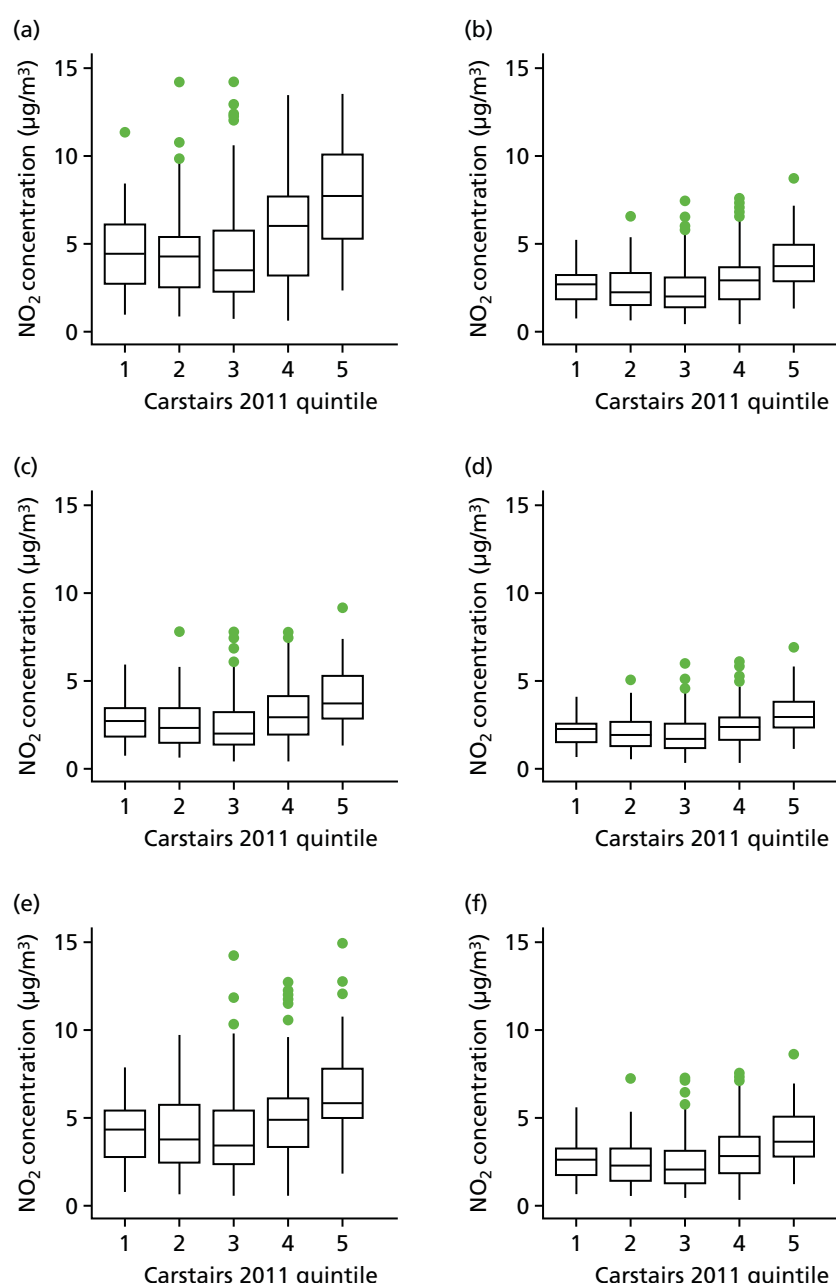 (a)
NO₂ concentration (µg/m³)
15
10
5
0
1 2 3 4 5
Carstairs 2011 quintile
(b)
NO₂ concentration (µg/m³)
15
10
5
0
1 2 3 4 5
Carstairs 2011 quintile
(c)
NO₂ concentration (µg/m³)
15
10
5
0
1 2 3 4 5
Carstairs 2011 quintile
(d)
NO₂ concentration (µg/m³)
15
10
5
0
1 2 3 4 5
Carstairs 2011 quintile
(e)
NO₂ concentration (µg/m³)
15
10
5
0
1 2 3 4 5
Carstairs 2011 quintile
(f)
NO₂ concentration (µg/m³)
15
10
5
0
1 2 3 4 5
Carstairs 2011 quintile